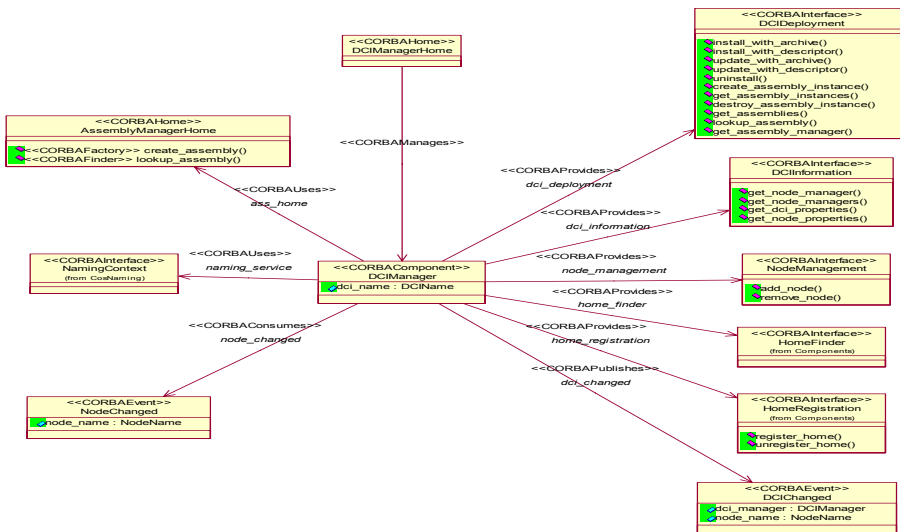 <<CORBAInterface>>
DCIDeployment
install_with_archive()
install_with_descriptor()
update_with_archive()
update_with_descriptor()
uninstall()
create_assembly_instance()
get_assembly_instances()
destroy_assembly_instance()
get_assemblies()
lookup_assembly()
get_assembly_manager()
<<CORBAHome>>
DCIManagerHome
<<CORBAHome>>
AssemblyManagerHome
<<CORBAFactory>> create_assembly()
<<CORBAFinder>> lookup_assembly()
<<CORBAManages>>
<<CORBAProvides>>
dci_deployment
<<CORBAInterface>>
DCIInformation
get_node_manager()
get_node_managers()
get_dci_properties()
get_node_properties()
<<CORBAUses>>
ass_home
<<CORBAProvides>>
dci_information
<<CORBAInterface>>
NamingContext
(from CosNaming)
<<CORBAUses>>
naming_service
<<CORBAComponent>>
DCIManager
dci_name : DCIName
<<CORBAProvides>>
node_management
<<CORBAInterface>>
NodeManagement
add_node()
remove_node()
<<CORBAProvides>>
home_finder
<<CORBAConsumes>>
node_changed
<<CORBAProvides>>
home_registration
<<CORBAInterface>>
HomeFinder
(from Components)
<<CORBAPublishes>>
dci_changed
<<CORBAEvent>>
NodeChanged
node_name : NodeName
<<CORBAInterface>>
HomeRegistration
(from Components)
register_home()
unregister_home()
<<CORBAEvent>>
DCIChanged
dci_manager : DCIManager
node_name : NodeName